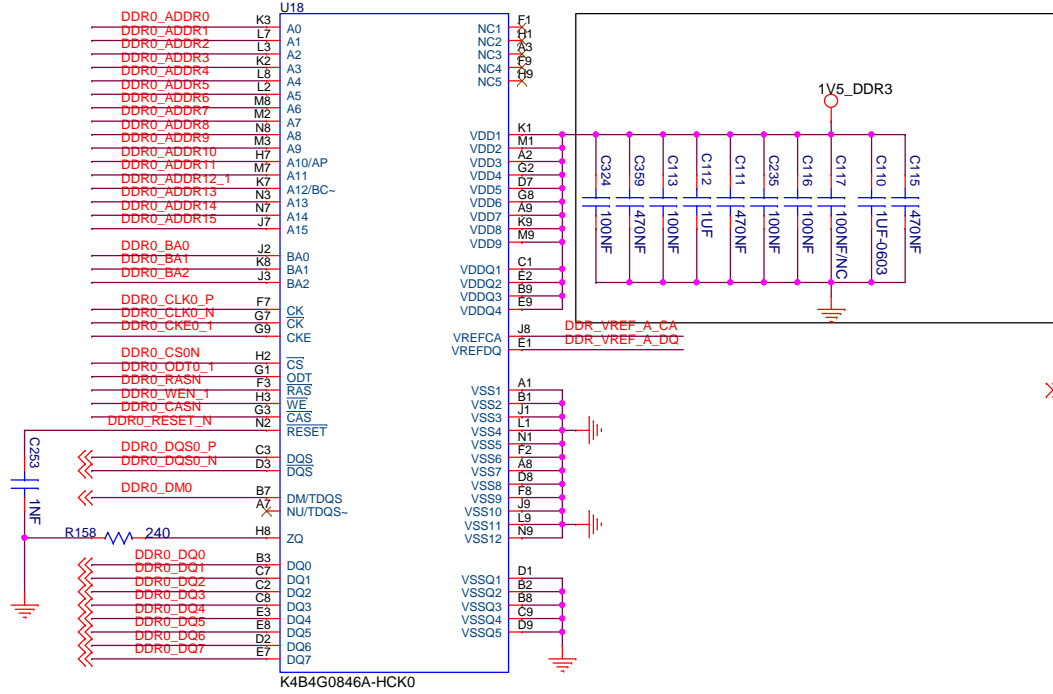 U18
DDR0_ADDR0 K3 A0
DDR0_ADDR1 L7 A1
DDR0_ADDR2 L3 A2
DDR0_ADDR3 K2 A3
DDR0_ADDR4 L8 A4
DDR0_ADDR5 L2 A5
DDR0_ADDR6 M8 A6
DDR0_ADDR7 M2 A7
DDR0_ADDR8 N8 A8
DDR0_ADDR9 M3 A9
DDR0_ADDR10 H7 A10/AP
DDR0_ADDR11 M7 A11
DDR0_ADDR12_1 K7 A12/BC~
DDR0_ADDR13 N3 A13
DDR0_ADDR14 N7 A14
DDR0_ADDR15 J7 A15
DDR0_BA0 J2 BA0
DDR0_BA1 K8 BA1
DDR0_BA2 J3 BA2
DDR0_CLK0_P F7 CK
DDR0_CLK0_N G7 CK
DDR0_CKE0_1 G9 CKE
DDR0_CS0N H2 CS
DDR0_ODT0_1 G1 ODT
DDR0_RASN F3 RAS
DDR0_WEN_1 H3 WE
DDR0_CASN G3 CAS
DDR0_RESET_N N2 RESET
DDR0_DQS0_P C3 DQS
DDR0_DQS0_N D3 DQS
DDR0_DM0 B7 DM/TDQS
A7 NU/TDQS~
C253
1NF
R158 240 H8 ZQ
DDR0_DQ0 B3 DQ0
DDR0_DQ1 C7 DQ1
DDR0_DQ2 C2 DQ2
DDR0_DQ3 C8 DQ3
DDR0_DQ4 E3 DQ4
DDR0_DQ5 E8 DQ5
DDR0_DQ6 D2 DQ6
DDR0_DQ7 E7 DQ7
K4B4G0846A-HCK0
NC1 F1
NC2 H1
NC3 A3
NC4 F9
NC5 H9
VDD1 K1
VDD2 M1
VDD3 A2
VDD4 G2
VDD5 D7
VDD6 G8
VDD7 A9
VDD8 K9
VDD9 M9
VDDQ1 C1
VDDQ2 E2
VDDQ3 B9
VDDQ4 E9
VREFCA J8 DDR_VREF_A_CA
VREFDQ E1 DDR_VREF_A_DQ
VSS1 A1
VSS2 B1
VSS3 J1
VSS4 L1
VSS5 N1
VSS6 F2
VSS7 A8
VSS8 D8
VSS9 F8
VSS10 J9
VSS11 L9
VSS12 N9
VSSQ1 D1
VSSQ2 B2
VSSQ3 B8
VSSQ4 C9
VSSQ5 D9
1V5_DDR3
C324 100NF
C359 470NF
C113 100NF
C112 1UF
C111 470NF
C235 100NF
C116 100NF
C117 100NF/NC
C110 1UF-0603
C115 470NF